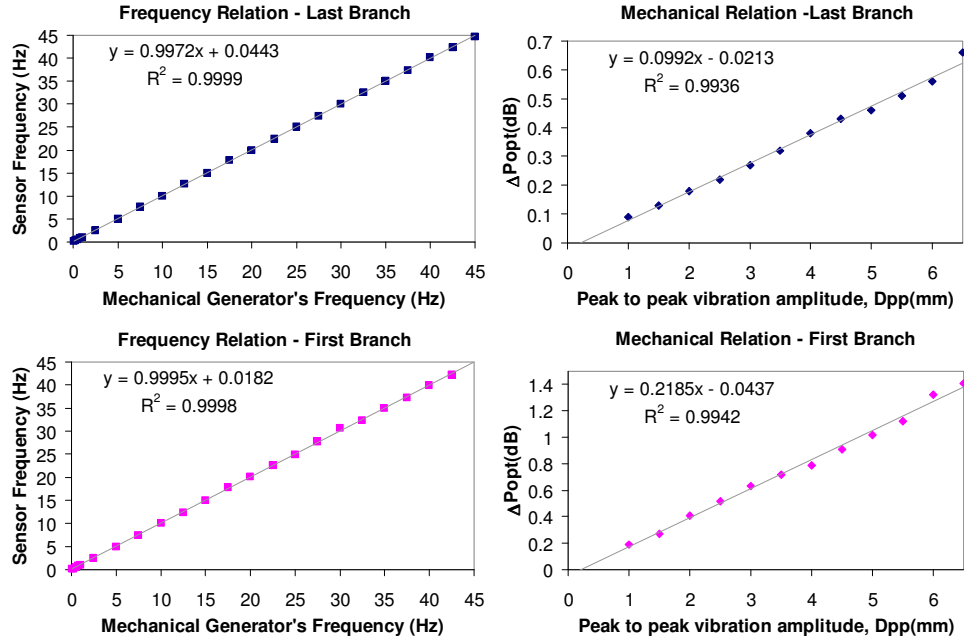 Frequency Relation - Last Branch
y = 0.9972x + 0.0443
R² = 0.9999
Sensor Frequency (Hz)
45
40
35
30
25
20
15
10
5
0
0 5 10 15 20 25 30 35 40 45
Mechanical Generator's Frequency (Hz)
Mechanical Relation -Last Branch
y = 0.0992x - 0.0213
R² = 0.9936
ΔPopt(dB)
0.7
0.6
0.5
0.4
0.3
0.2
0.1
0
0 1 2 3 4 5 6
Peak to peak vibration amplitude, Dpp(mm)
Frequency Relation - First Branch
y = 0.9995x + 0.0182
R² = 0.9998
Sensor Frequency (Hz)
45
40
35
30
25
20
15
10
5
0
0 5 10 15 20 25 30 35 40 45
Mechanical Generator's Frequency (Hz)
Mechanical Relation - First Branch
y = 0.2185x - 0.0437
R² = 0.9942
ΔPopt(dB)
1.4
1.2
1
0.8
0.6
0.4
0.2
0
0 1 2 3 4 5 6
Peak to peak vibration amplitude, Dpp(mm)